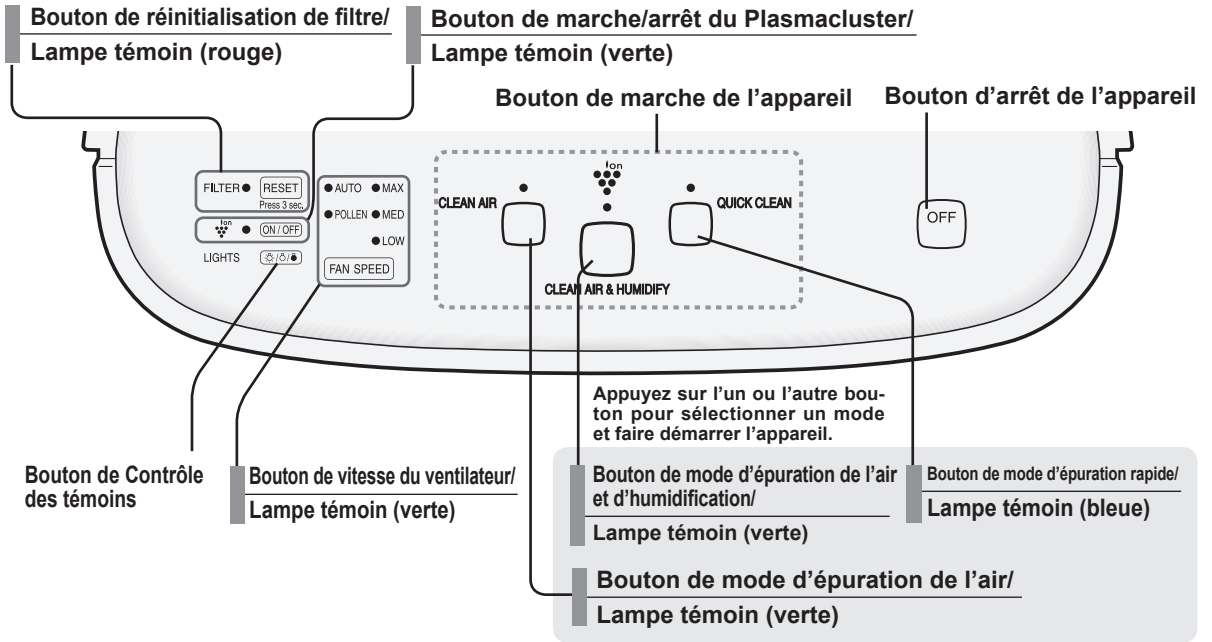 Bouton de réinitialisation de filtre/
Lampe témoin (rouge)
Bouton de marche/arrêt du Plasmacluster/
Lampe témoin (verte)
Bouton de marche de l’appareil
Bouton d’arrêt de l’appareil
FILTER
RESET
Press 3 sec.
ion
ON / OFF
LIGHTS
AUTO
MAX
POLLEN
MED
LOW
FAN SPEED
CLEAN AIR
ion
CLEAN AIR & HUMIDIFY
QUICK CLEAN
OFF
Appuyez sur l’un ou l’autre bou-
ton pour sélectionner un mode
et faire démarrer l’appareil.
Bouton de Contrôle
des témoins
Bouton de vitesse du ventilateur/
Lampe témoin (verte)
Bouton de mode d’épuration de l’air
et d’humidification/
Lampe témoin (verte)
Bouton de mode d’épuration rapide/
Lampe témoin (bleue)
Bouton de mode d’épuration de l’air/
Lampe témoin (verte)